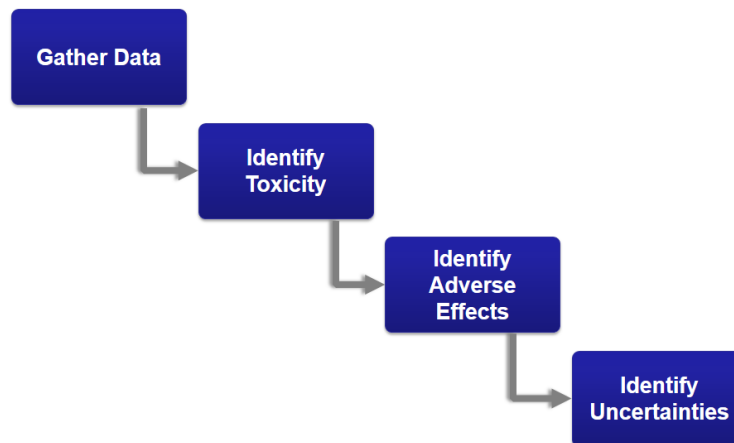 Gather Data
Identify
Toxicity
Identify
Adverse
Effects
Identify
Uncertainties